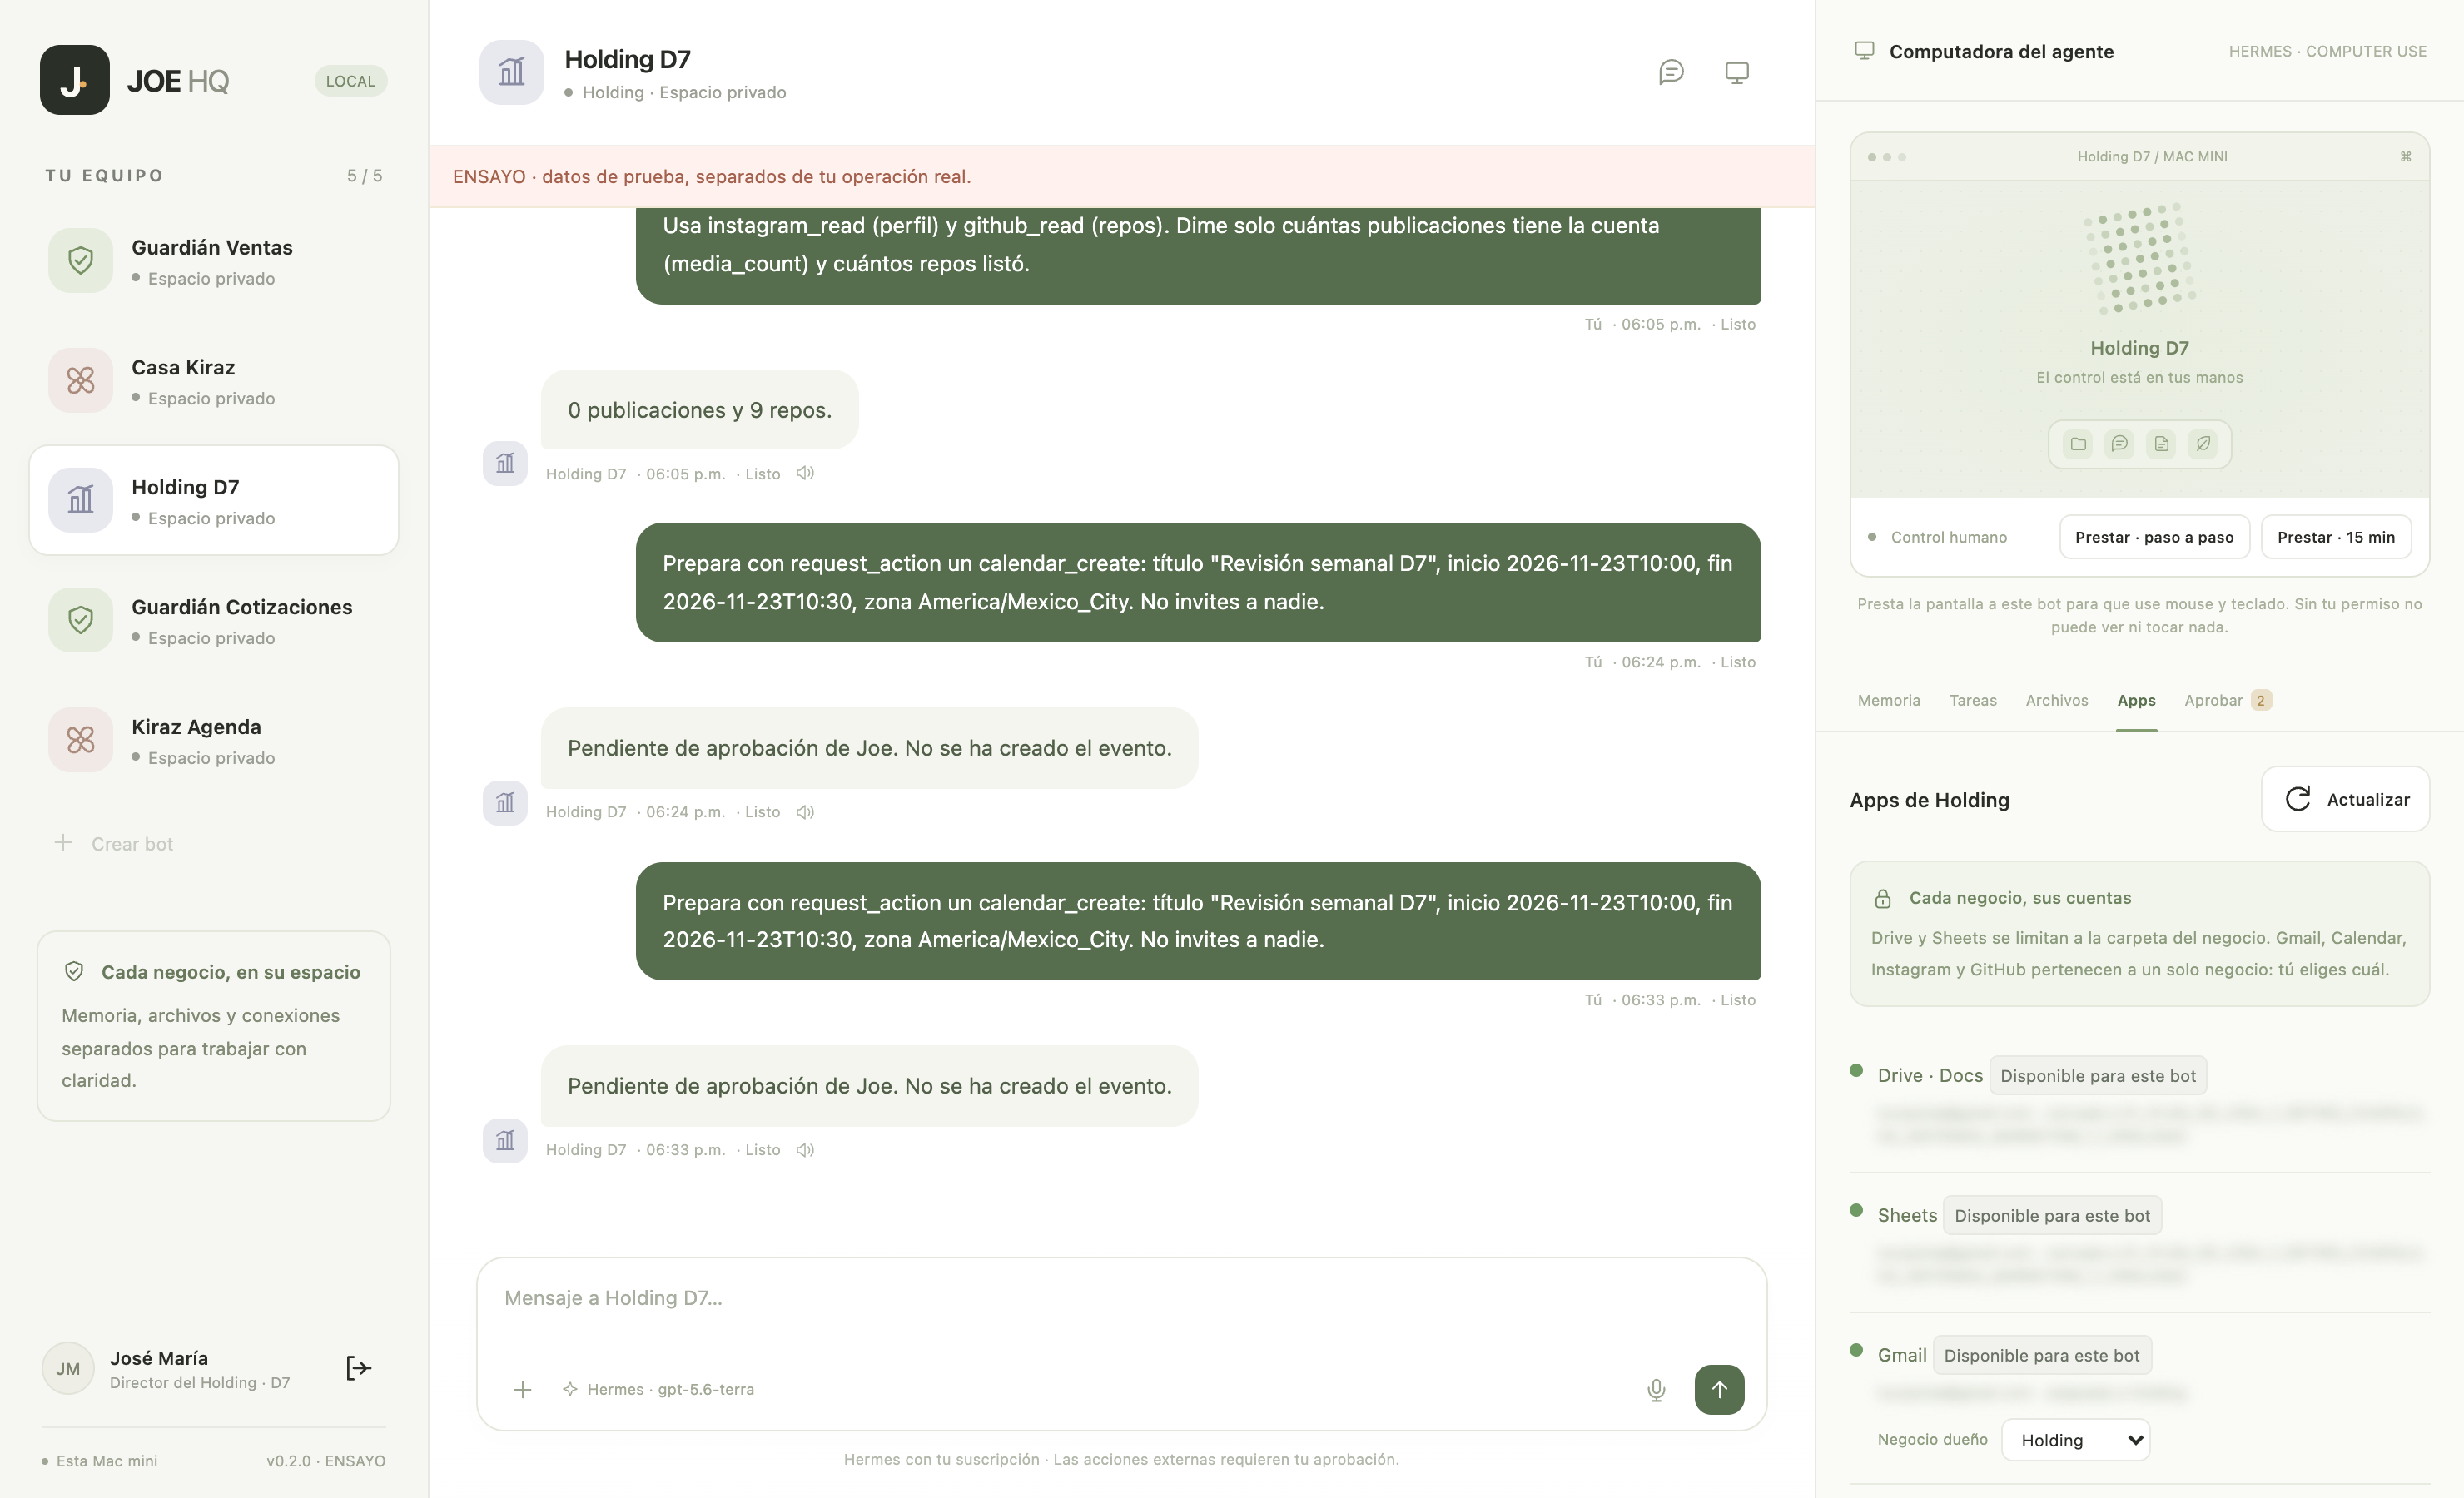 JOE HQ
LOCAL
TU EQUIPO
5 / 5
Guardián Ventas
Espacio privado
Casa Kiraz
Espacio privado
Holding D7
Espacio privado
Guardián Cotizaciones
Espacio privado
Kiraz Agenda
Espacio privado
Crear bot
Cada negocio, en su espacio
Memoria, archivos y conexiones
separados para trabajar con
claridad.
JM
José María
Director del Holding · D7
Esta Mac mini
v0.2.0 · ENSAYO
Holding D7
Holding · Espacio privado
ENSAYO · datos de prueba, separados de tu operación real.
Usa instagram_read (perfil) y github_read (repos). Dime solo cuántas publicaciones tiene la cuenta
(media_count) y cuántos repos listó.
Tú · 06:05 p.m. · Listo
0 publicaciones y 9 repos.
Holding D7 · 06:05 p.m. · Listo
Prepara con request_action un calendar_create: título "Revisión semanal D7", inicio 2026-11-23T10:00, fin
2026-11-23T10:30, zona America/Mexico_City. No invites a nadie.
Tú · 06:24 p.m. · Listo
Pendiente de aprobación de Joe. No se ha creado el evento.
Holding D7 · 06:24 p.m. · Listo
Prepara con request_action un calendar_create: título "Revisión semanal D7", inicio 2026-11-23T10:00, fin
2026-11-23T10:30, zona America/Mexico_City. No invites a nadie.
Tú · 06:33 p.m. · Listo
Pendiente de aprobación de Joe. No se ha creado el evento.
Holding D7 · 06:33 p.m. · Listo
Mensaje a Holding D7...
Hermes · gpt-5.6-terra
Hermes con tu suscripción · Las acciones externas requieren tu aprobación.
Computadora del agente
HERMES · COMPUTER USE
Holding D7 / MAC MINI
⌘
Holding D7
El control está en tus manos
Control humano
Prestar · paso a paso
Prestar · 15 min
Presta la pantalla a este bot para que use mouse y teclado. Sin tu permiso no
puede ver ni tocar nada.
Memoria
Tareas
Archivos
Apps
Aprobar 2
Apps de Holding
Actualizar
Cada negocio, sus cuentas
Drive y Sheets se limitan a la carpeta del negocio. Gmail, Calendar,
Instagram y GitHub pertenecen a un solo negocio: tú eliges cuál.
Drive · Docs Disponible para este bot
Sheets Disponible para este bot
Gmail Disponible para este bot
Negocio dueño Holding